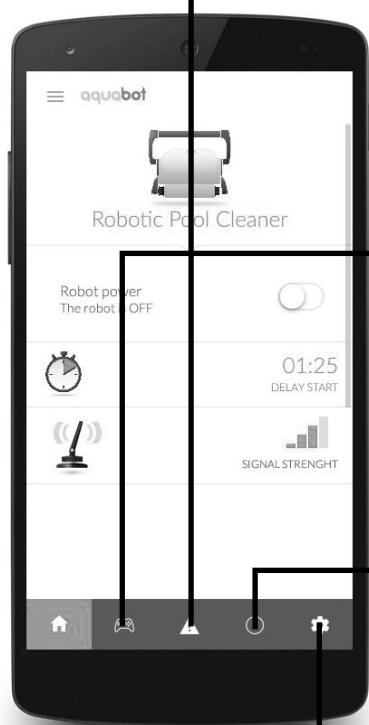 aquabot
Robotic Pool Cleaner
Robot power
The robot is OFF
01:25
DELAY START
SIGNAL STRENGHT